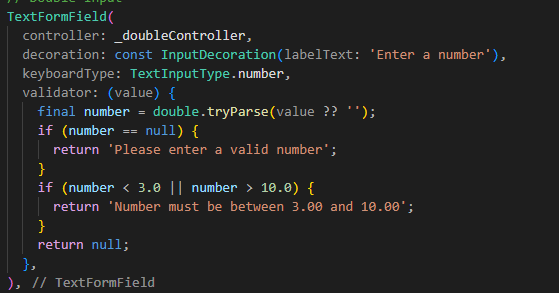 // Double Input
TextFormField(
  controller: _doubleController,
  decoration: const InputDecoration(labelText: 'Enter a number'),
  keyboardType: TextInputType.number,
  validator: (value) {
    final number = double.tryParse(value ?? '');
    if (number == null) {
      return 'Please enter a valid number';
    }
    if (number < 3.0 || number > 10.0) {
      return 'Number must be between 3.00 and 10.00';
    }
    return null;
  },
), // TextFormField